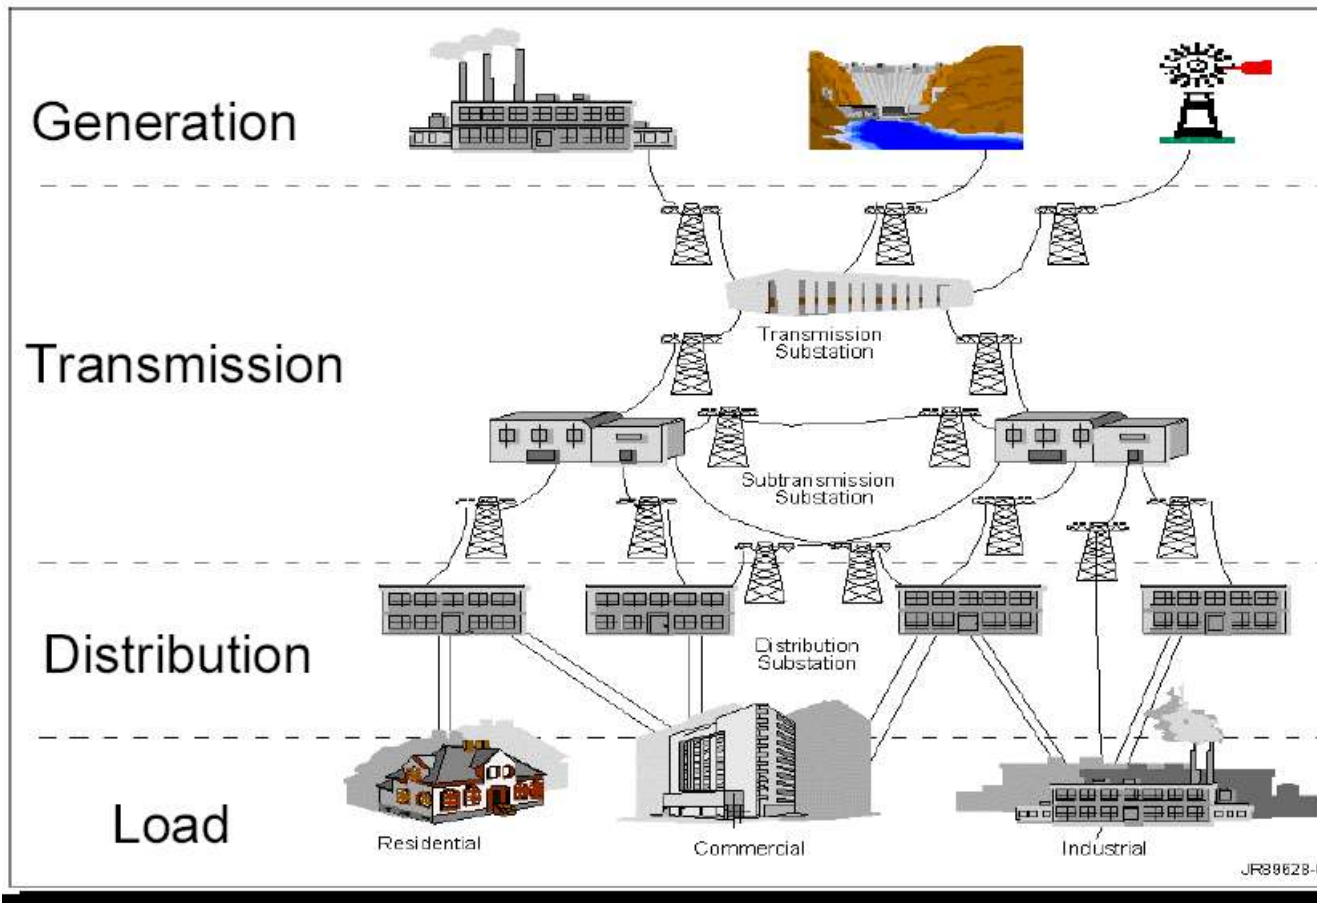 Generation
Transmission
Substation
Transmission
Subtransmission
Substation
Distribution
Substation
Distribution
Load
Residential
Commercial
Industrial